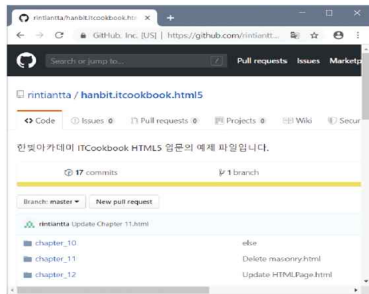 rintiantta/hanbit.itcookbook.ht
GitHub, Inc. [US] | https://github.com/rintiantt...
Search or jump to...
Pull requests Issues Marketp
rintiantta / hanbit.itcookbook.html5
Code Issues 0 Pull requests 0 Projects 0 Wiki Secur
한빛아카데미 ITCookbook HTML5 입문의 예제 파일입니다.
17 commits 1 branch
Branch: master New pull request
rintiantta Update Chapter 11.html
chapter_10 else
chapter_11 Delete masonry.html
chapter_12 Update HTMLPage.html